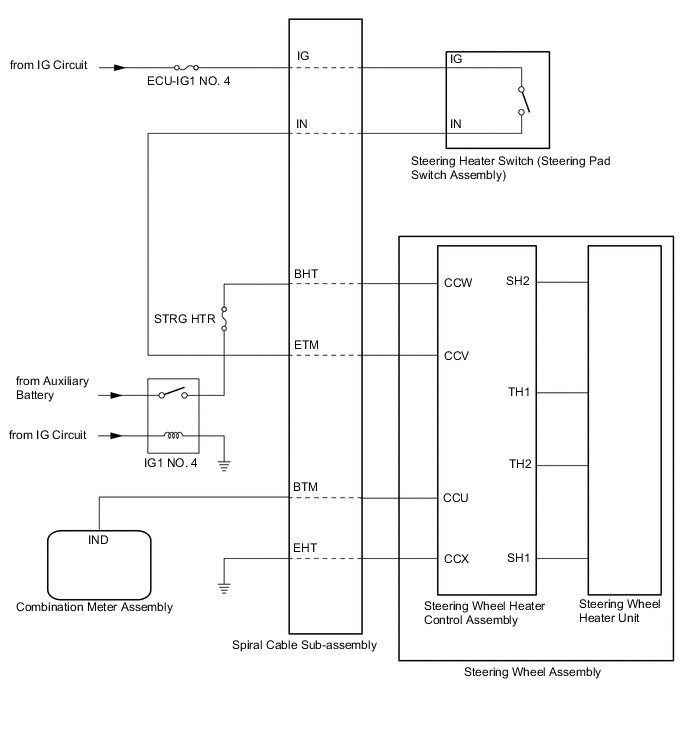 from IG Circuit
ECU-IG1 NO. 4
IG
IG
IN
IN
Steering Heater Switch (Steering Pad
Switch Assembly)
BHT
CCW
SH2
STRG HTR
ETM
CCV
from Auxiliary
Battery
TH1
from IG Circuit
IG1 NO. 4
TH2
BTM
CCU
IND
EHT
CCX
SH1
Combination Meter Assembly
Steering Wheel Heater
Control Assembly
Steering Wheel
Heater Unit
Spiral Cable Sub-assembly
Steering Wheel Assembly